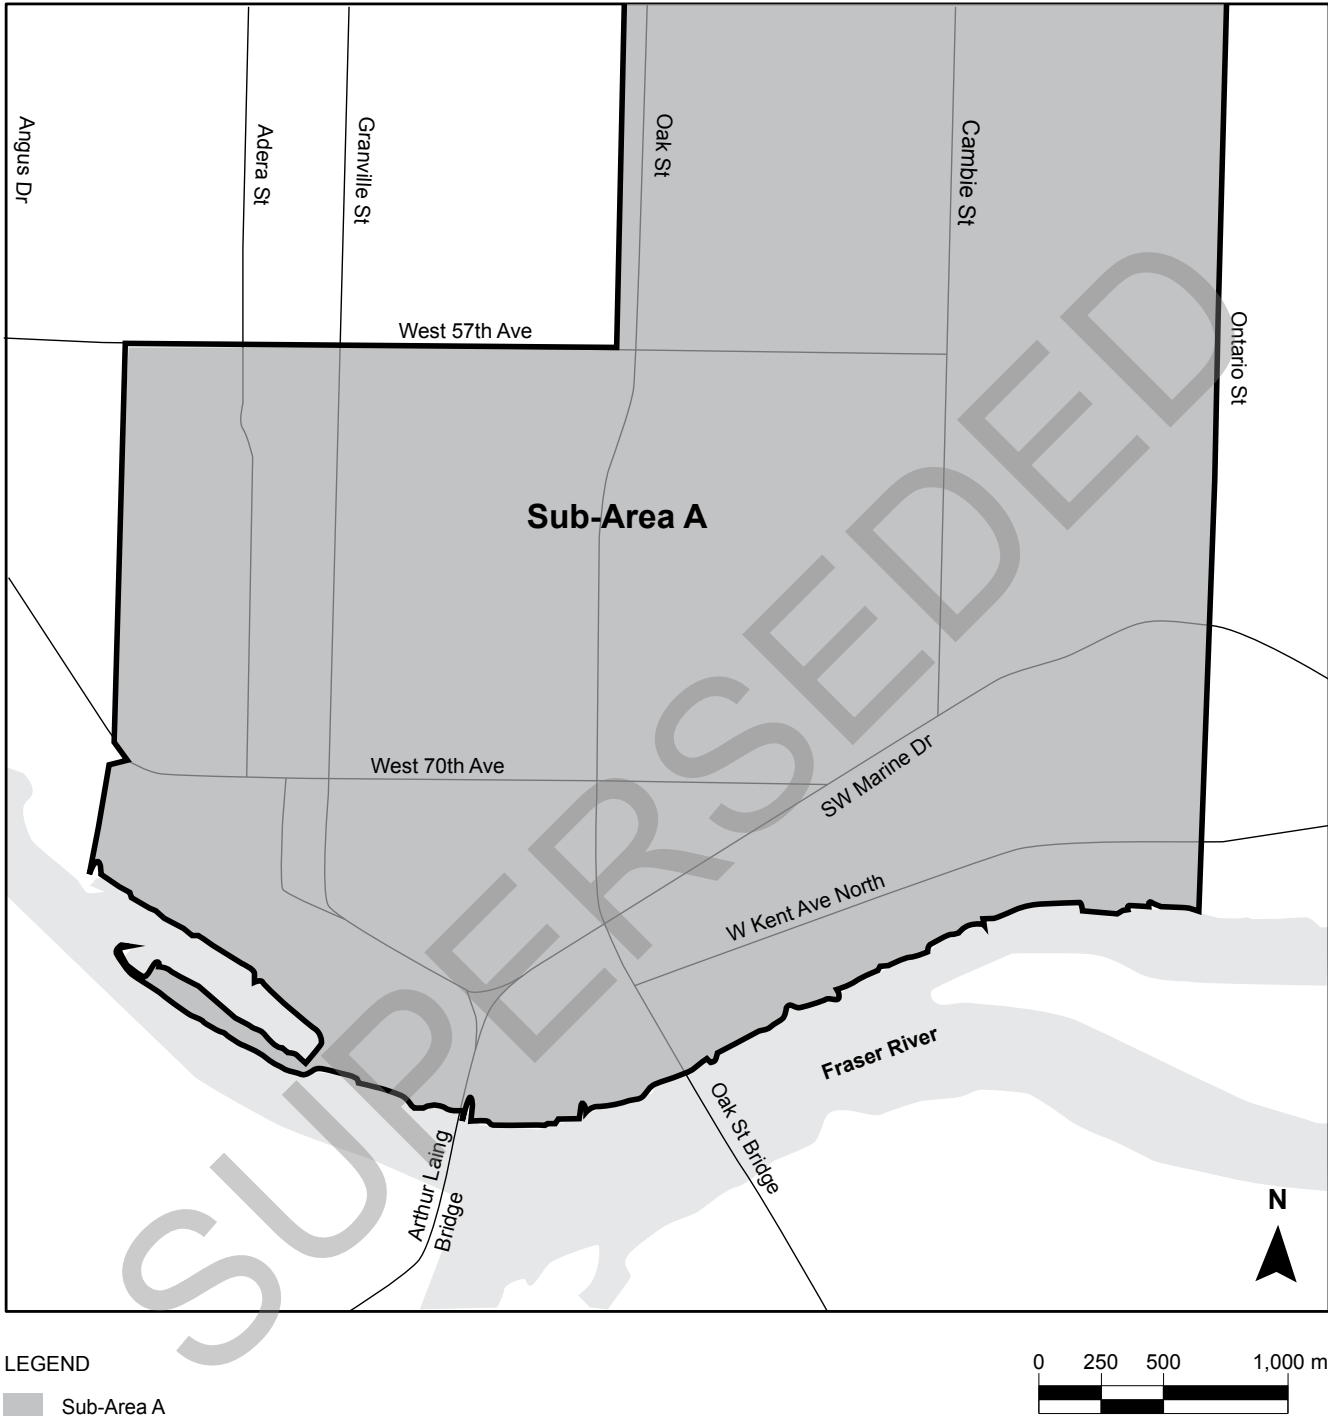 Angus Dr
Adera St
Granville St
Oak St
Cambie St
Ontario St
West 57th Ave
Sub-Area A
West 70th Ave
SW Marine Dr
W Kent Ave North
Fraser River
Oak St Bridge
Arthur Laing
Bridge
SUPERSEDED
N
LEGEND
Sub-Area A
0 250 500 1,000 m